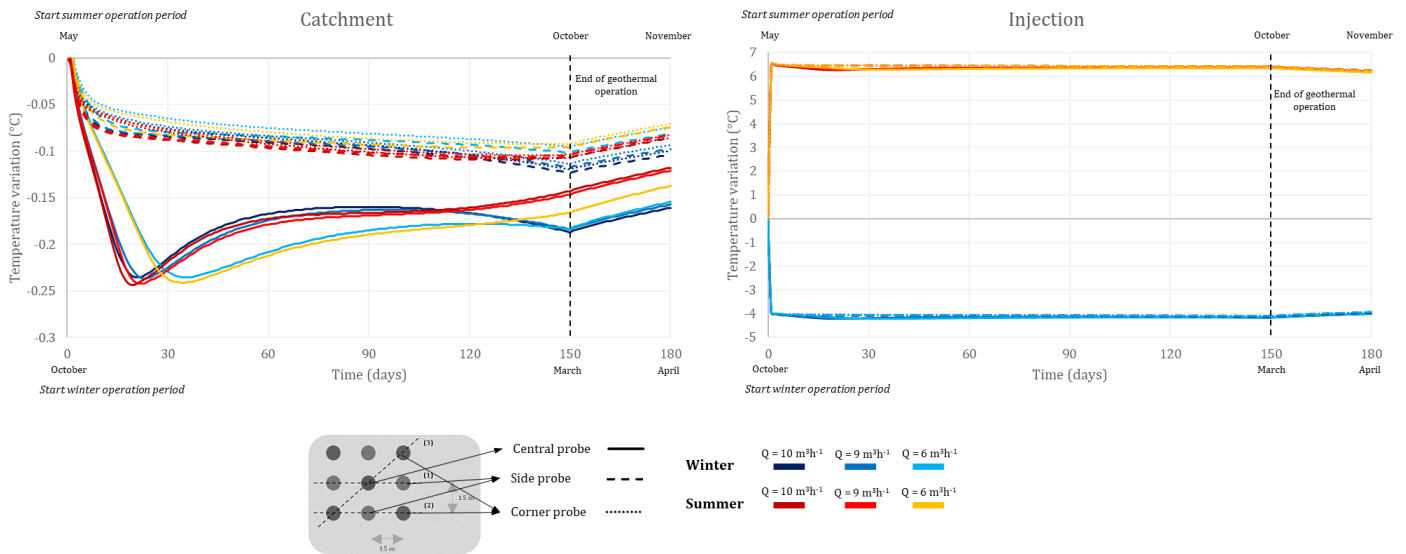 Start summer operation period
Catchment
May
October
November
Temperature variation (°C)
0
-0.05
-0.1
-0.15
-0.2
-0.25
-0.3
End of geothermal
operation
0
30
60
90
120
150
180
October
Time (days)
March
April
Start winter operation period
Start summer operation period
Injection
May
October
November
Temperature variation (°C)
7
6
5
4
3
2
1
0
-1
-2
-3
-4
-5
End of geothermal
operation
0
30
60
90
120
150
180
October
Time (days)
March
April
Start winter operation period
(3)
(1)
(2)
15 m
15 m
Central probe
Side probe
Corner probe
Winter
Q = 10 m³h⁻¹
Q = 9 m³h⁻¹
Q = 6 m³h⁻¹
Summer
Q = 10 m³h⁻¹
Q = 9 m³h⁻¹
Q = 6 m³h⁻¹